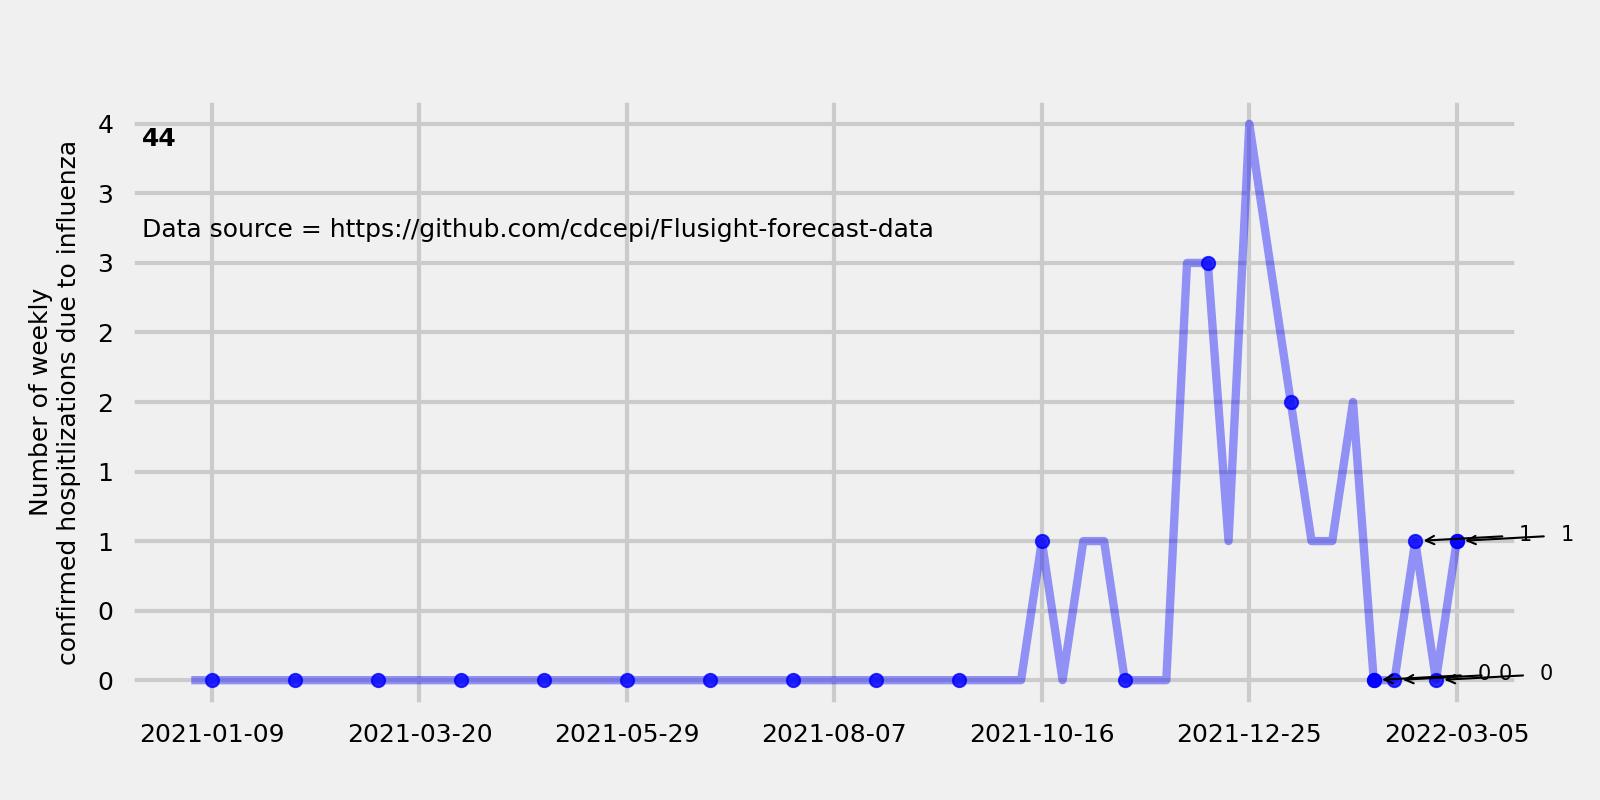 Number of weekly
confirmed hospitlizations due to influenza
4
3
3
2
2
1
1
0
0
44
Data source = https://github.com/cdcepi/Flusight-forecast-data
1 1
0 0 0
2021-01-09 2021-03-20 2021-05-29 2021-08-07 2021-10-16 2021-12-25 2022-03-05